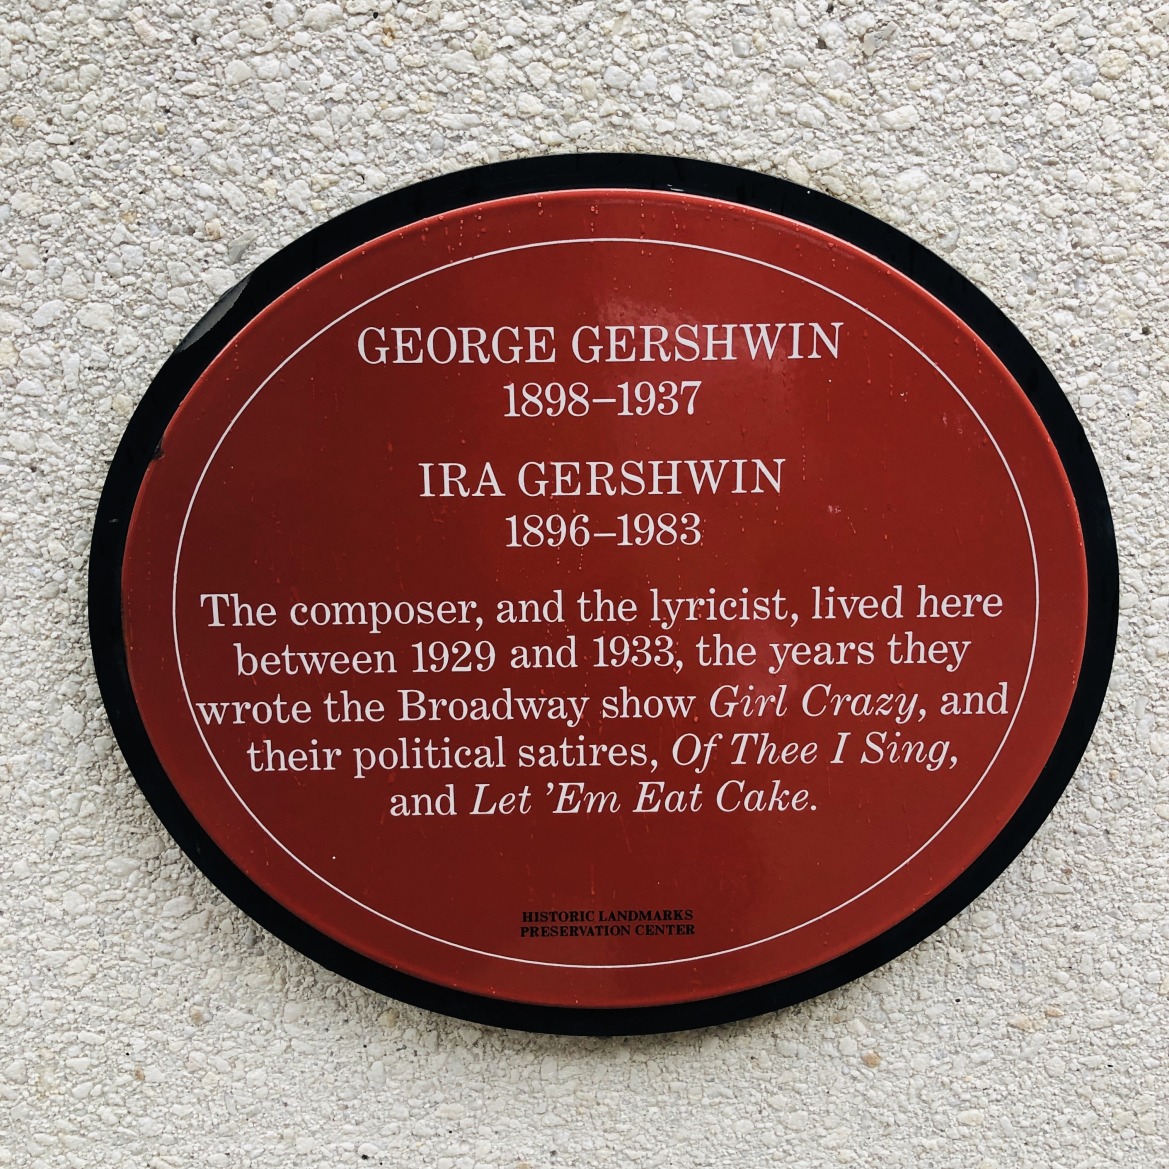 GEORGE GERSHWIN
1898–1937
IRA GERSHWIN
1896–1983
The composer, and the lyricist, lived here
between 1929 and 1933, the years they
wrote the Broadway show Girl Crazy, and
their political satires, Of Thee I Sing,
and Let ’Em Eat Cake.
HISTORIC LANDMARKS
PRESERVATION CENTER